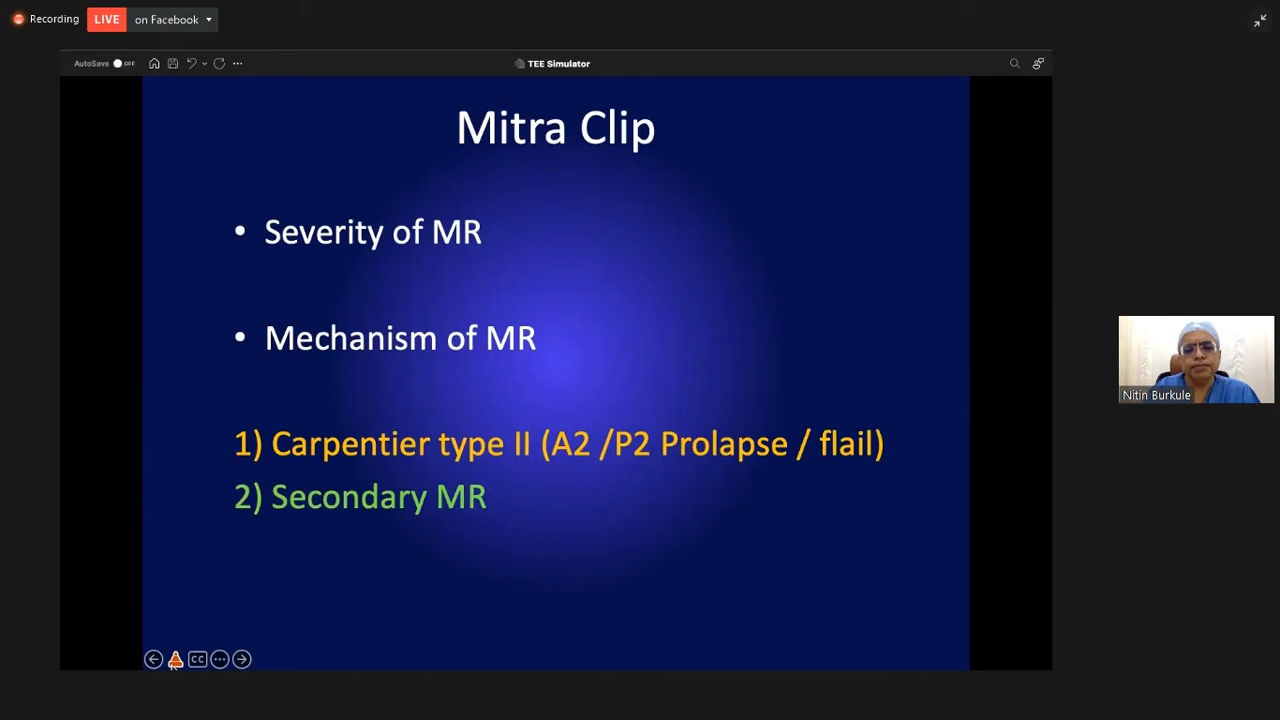 Recording
LIVE on Facebook
AutoSave OFF
TEE Simulator
Mitra Clip
• Severity of MR
• Mechanism of MR
1) Carpentier type II (A2 /P2 Prolapse / flail)
2) Secondary MR
Nitin Burkule
CC